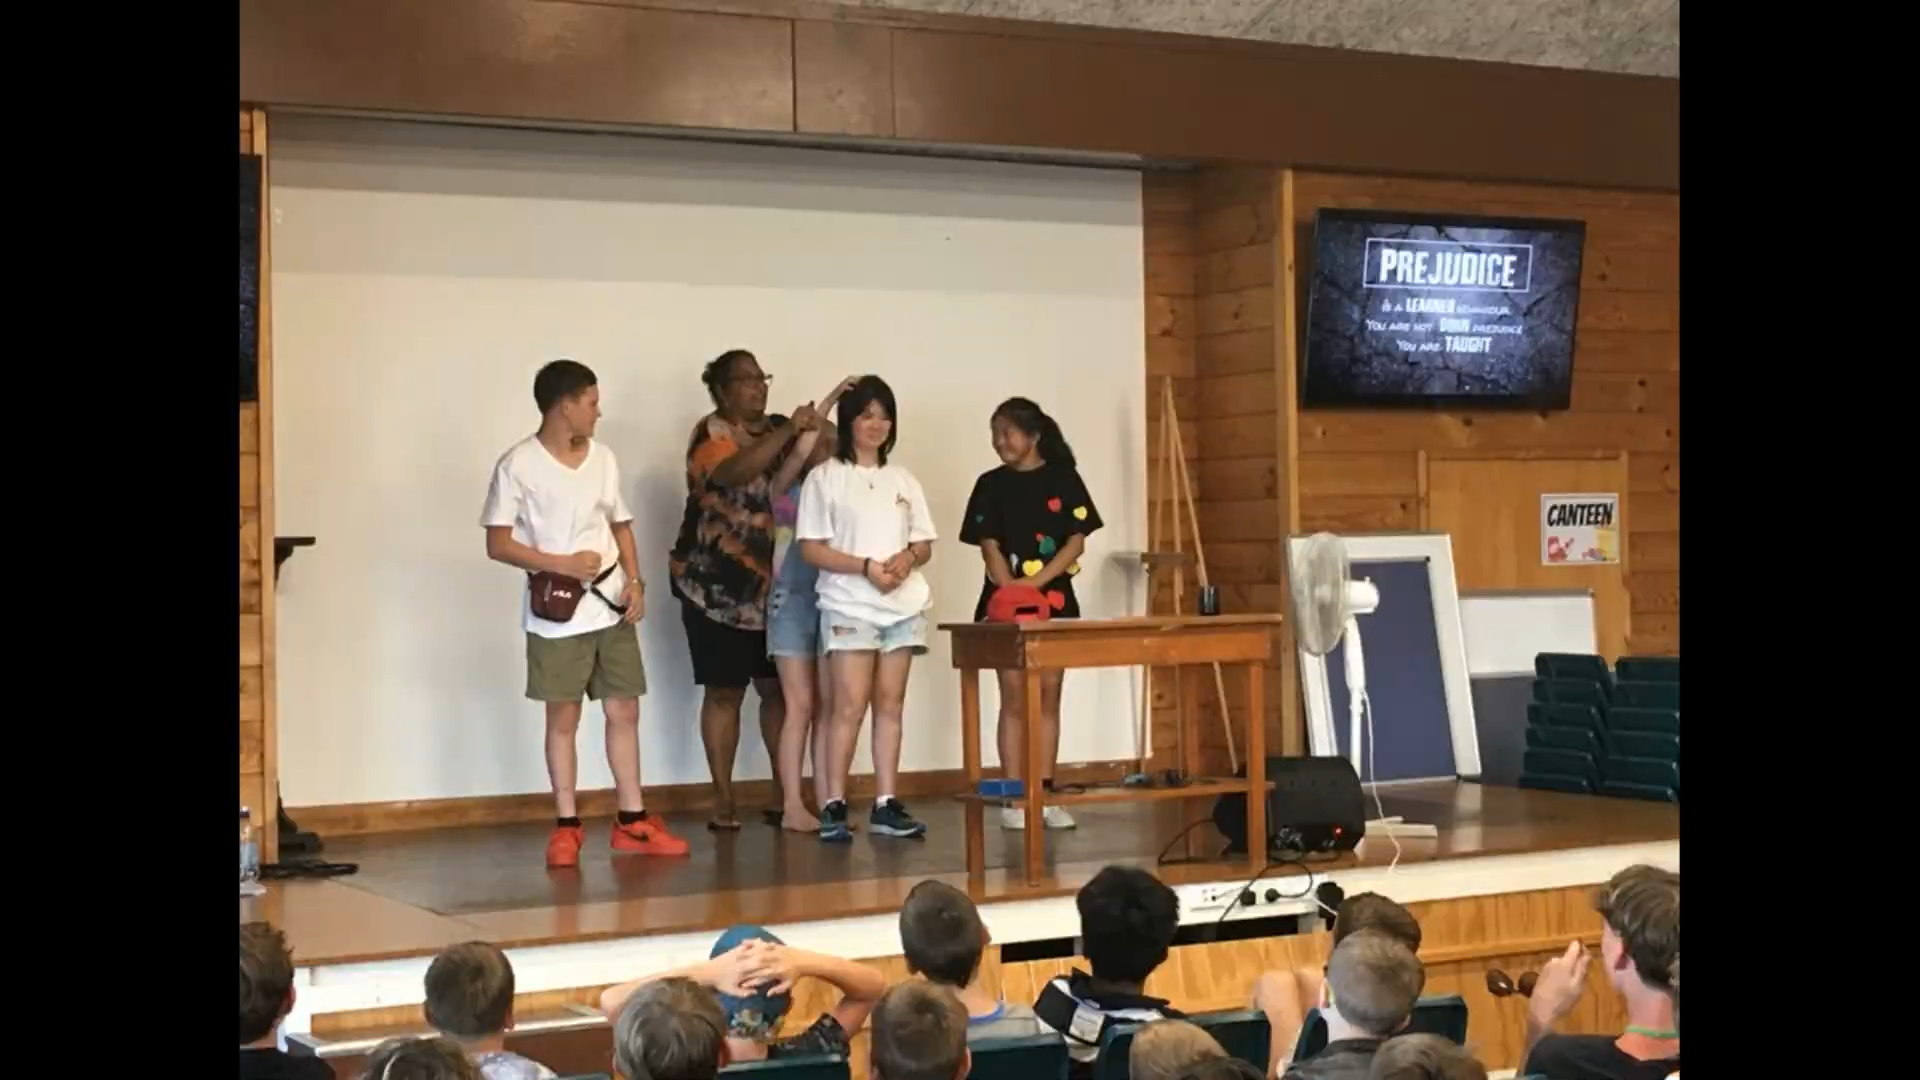 PREJUDICE
IS A LEARNED BEHAVIOUR
YOU ARE NOT BORN PREJUDICE
YOU ARE TAUGHT
CANTEEN
FILA